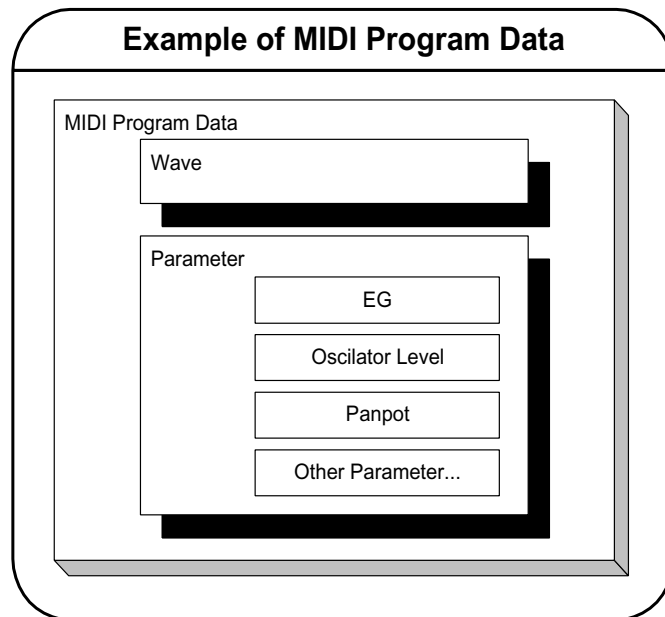 Example of MIDI Program Data
MIDI Program Data
Wave
Parameter
EG
Oscilator Level
Panpot
Other Parameter...